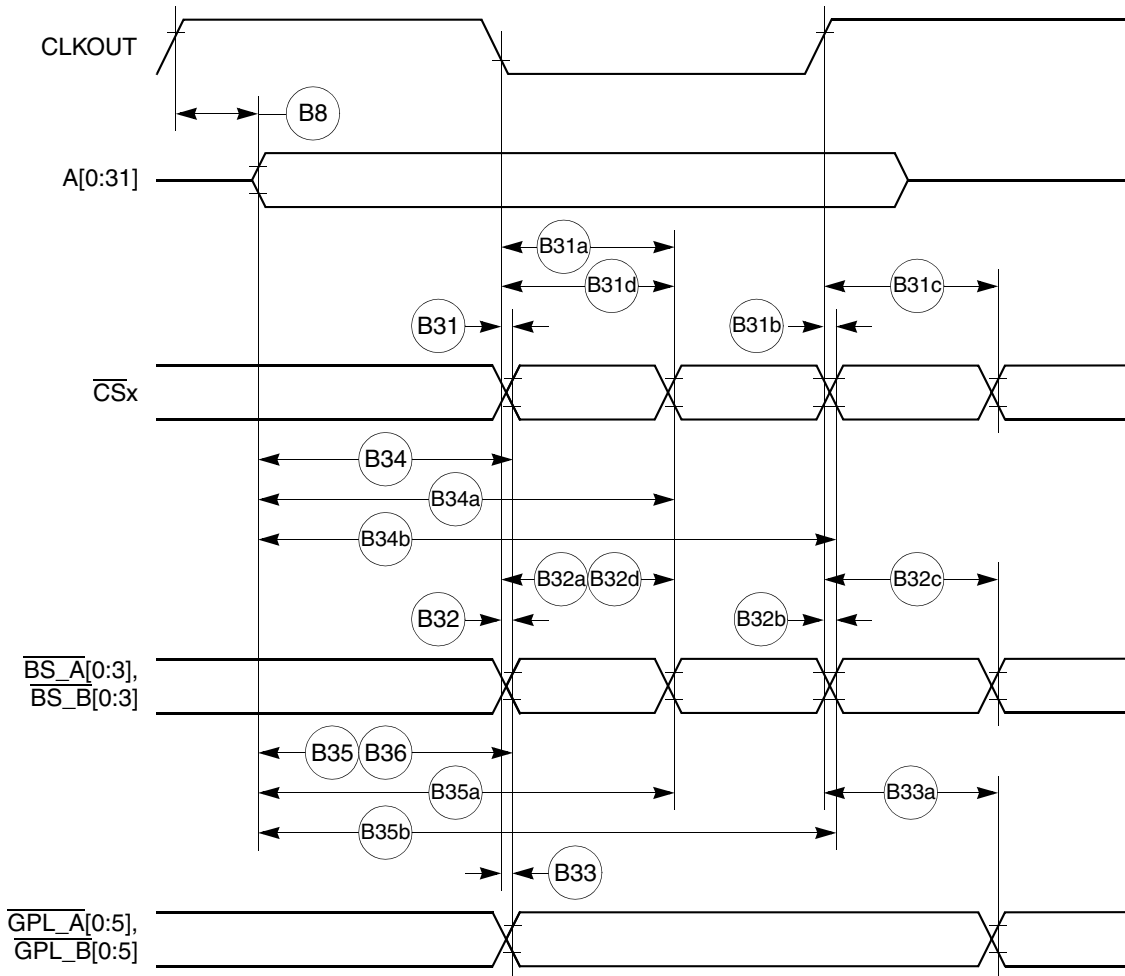 CLKOUT
B8
A[0:31]
B31a
B31d
B31c
B31
B31b
CSx
B34
B34a
B34b
B32a B32d
B32c
B32
B32b
BS_A[0:3],
BS_B[0:3]
B35 B36
B35a
B33a
B35b
B33
GPL_A[0:5],
GPL_B[0:5]